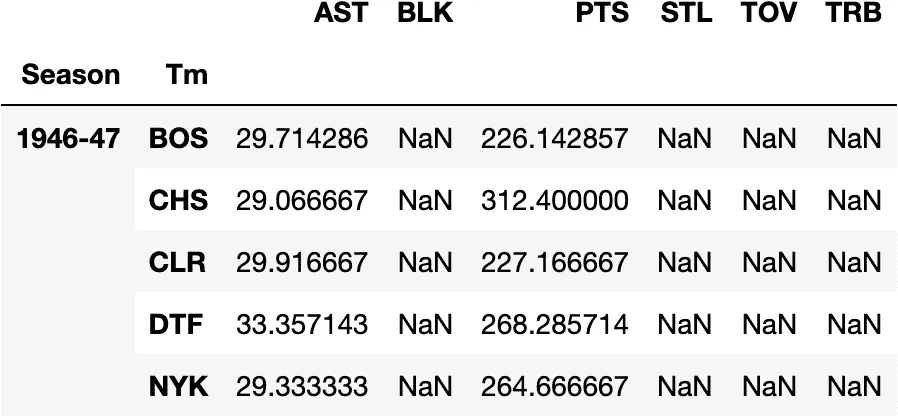 AST BLK PTS STL TOV TRB
Season Tm
1946-47 BOS 29.714286 NaN 226.142857 NaN NaN NaN
CHS 29.066667 NaN 312.400000 NaN NaN NaN
CLR 29.916667 NaN 227.166667 NaN NaN NaN
DTF 33.357143 NaN 268.285714 NaN NaN NaN
NYK 29.333333 NaN 264.666667 NaN NaN NaN